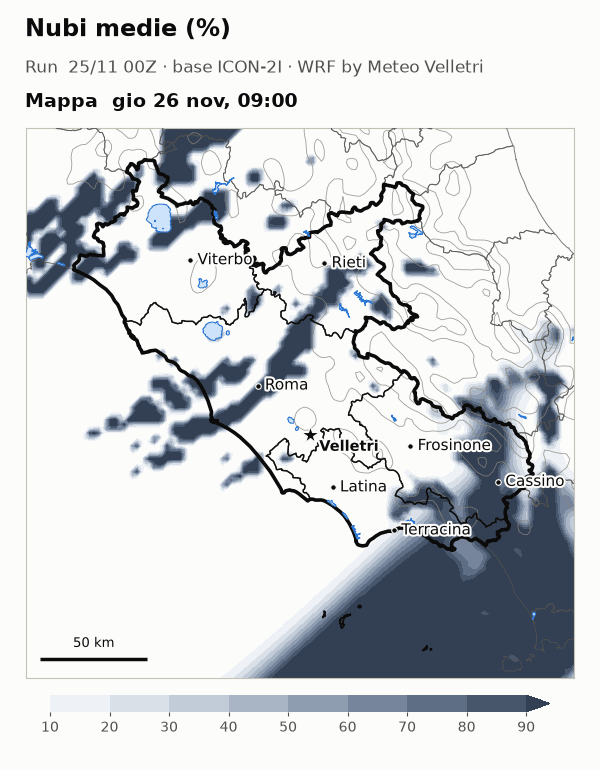 Nubi medie (%)
Run  25/11 00Z · base ICON-2I · WRF by Meteo Velletri
Mappa  gio 26 nov, 09:00
Viterbo
Rieti
Roma
Velletri
Frosinone
Cassino
Latina
Terracina
50 km
10 20 30 40 50 60 70 80 90